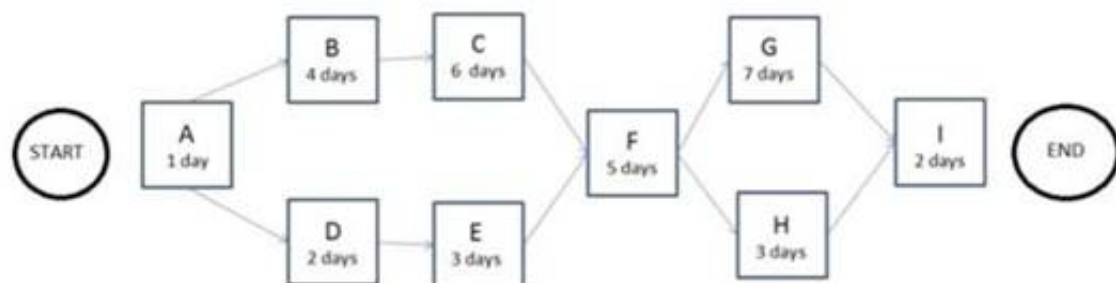 START
A
1 day
B
4 days
C
6 days
D
2 days
E
3 days
F
5 days
G
7 days
H
3 days
I
2 days
END